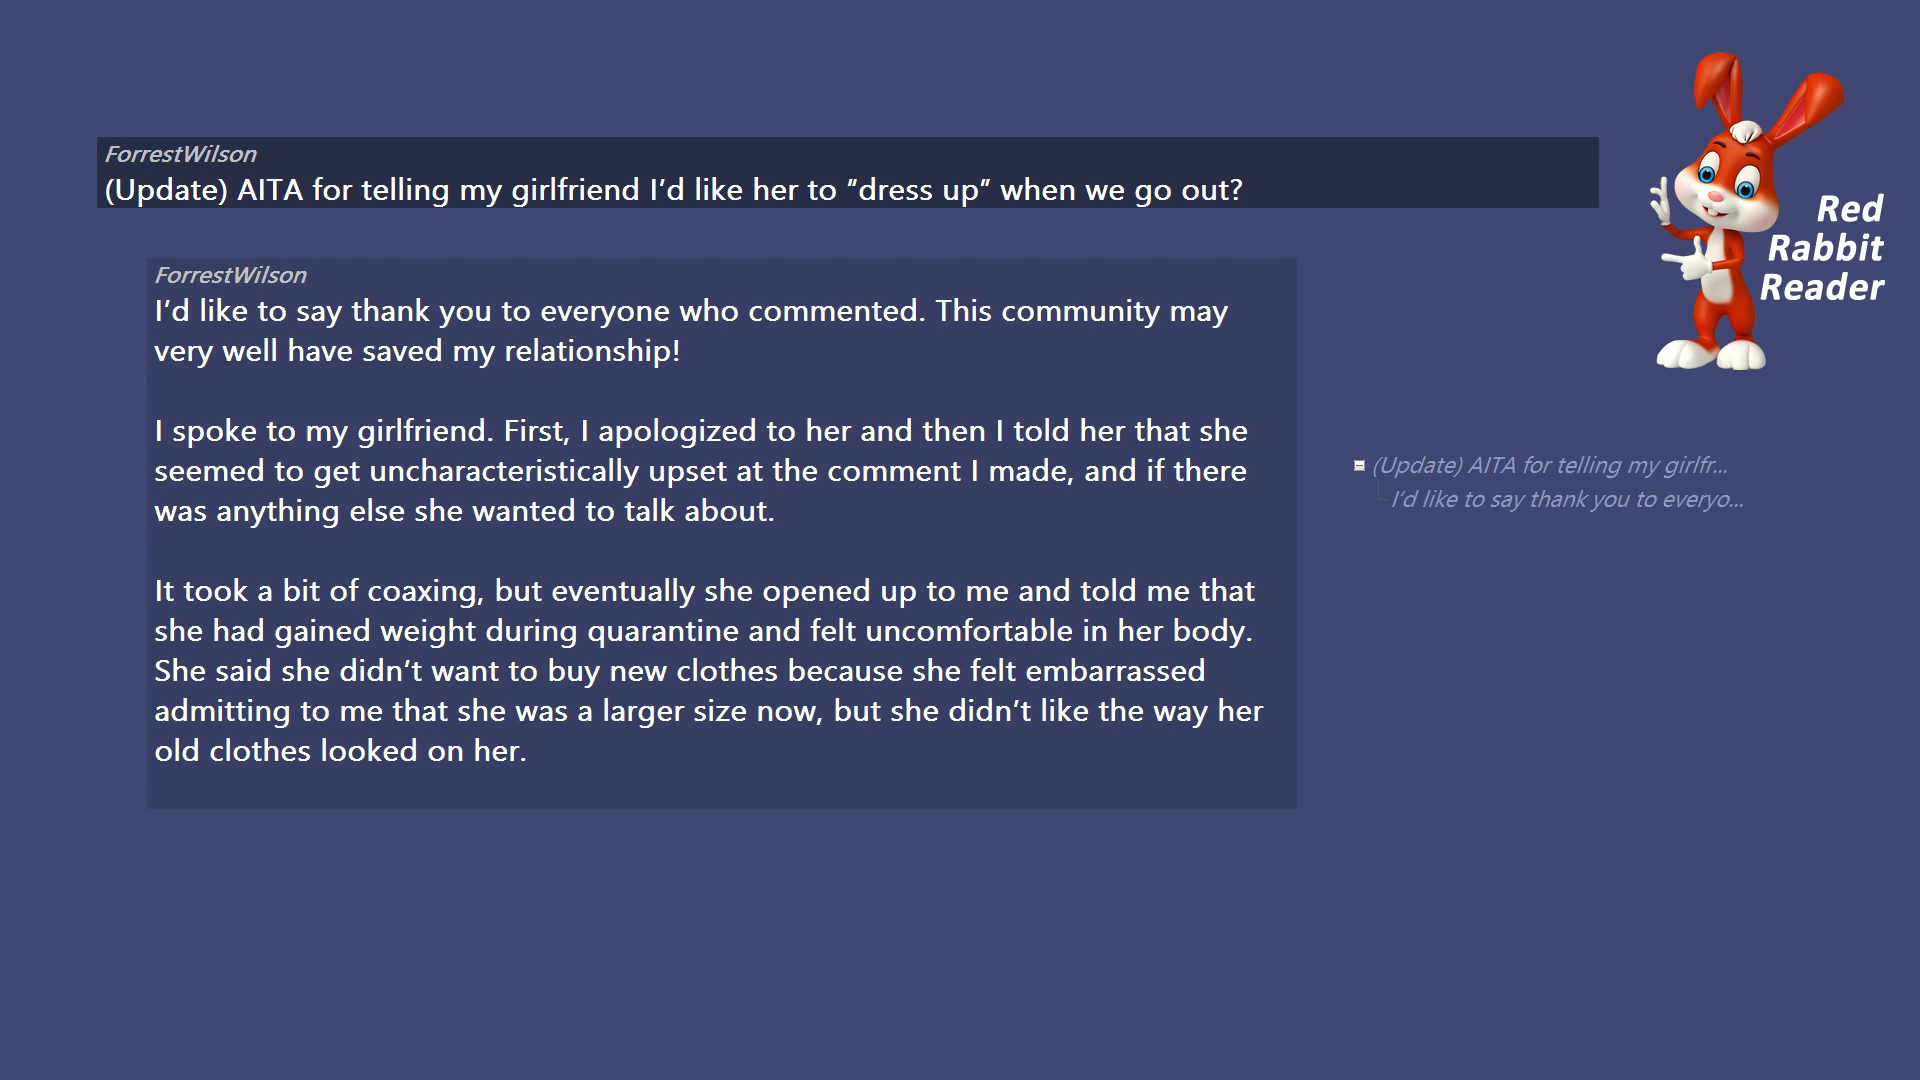 ForrestWilson
(Update) AITA for telling my girlfriend I’d like her to “dress up” when we go out?
Red
Rabbit
Reader
ForrestWilson
I’d like to say thank you to everyone who commented. This community may
very well have saved my relationship!
I spoke to my girlfriend. First, I apologized to her and then I told her that she
seemed to get uncharacteristically upset at the comment I made, and if there
was anything else she wanted to talk about.
It took a bit of coaxing, but eventually she opened up to me and told me that
she had gained weight during quarantine and felt uncomfortable in her body.
She said she didn’t want to buy new clothes because she felt embarrassed
admitting to me that she was a larger size now, but she didn’t like the way her
old clothes looked on her.
(Update) AITA for telling my girlfr...
I’d like to say thank you to everyo...